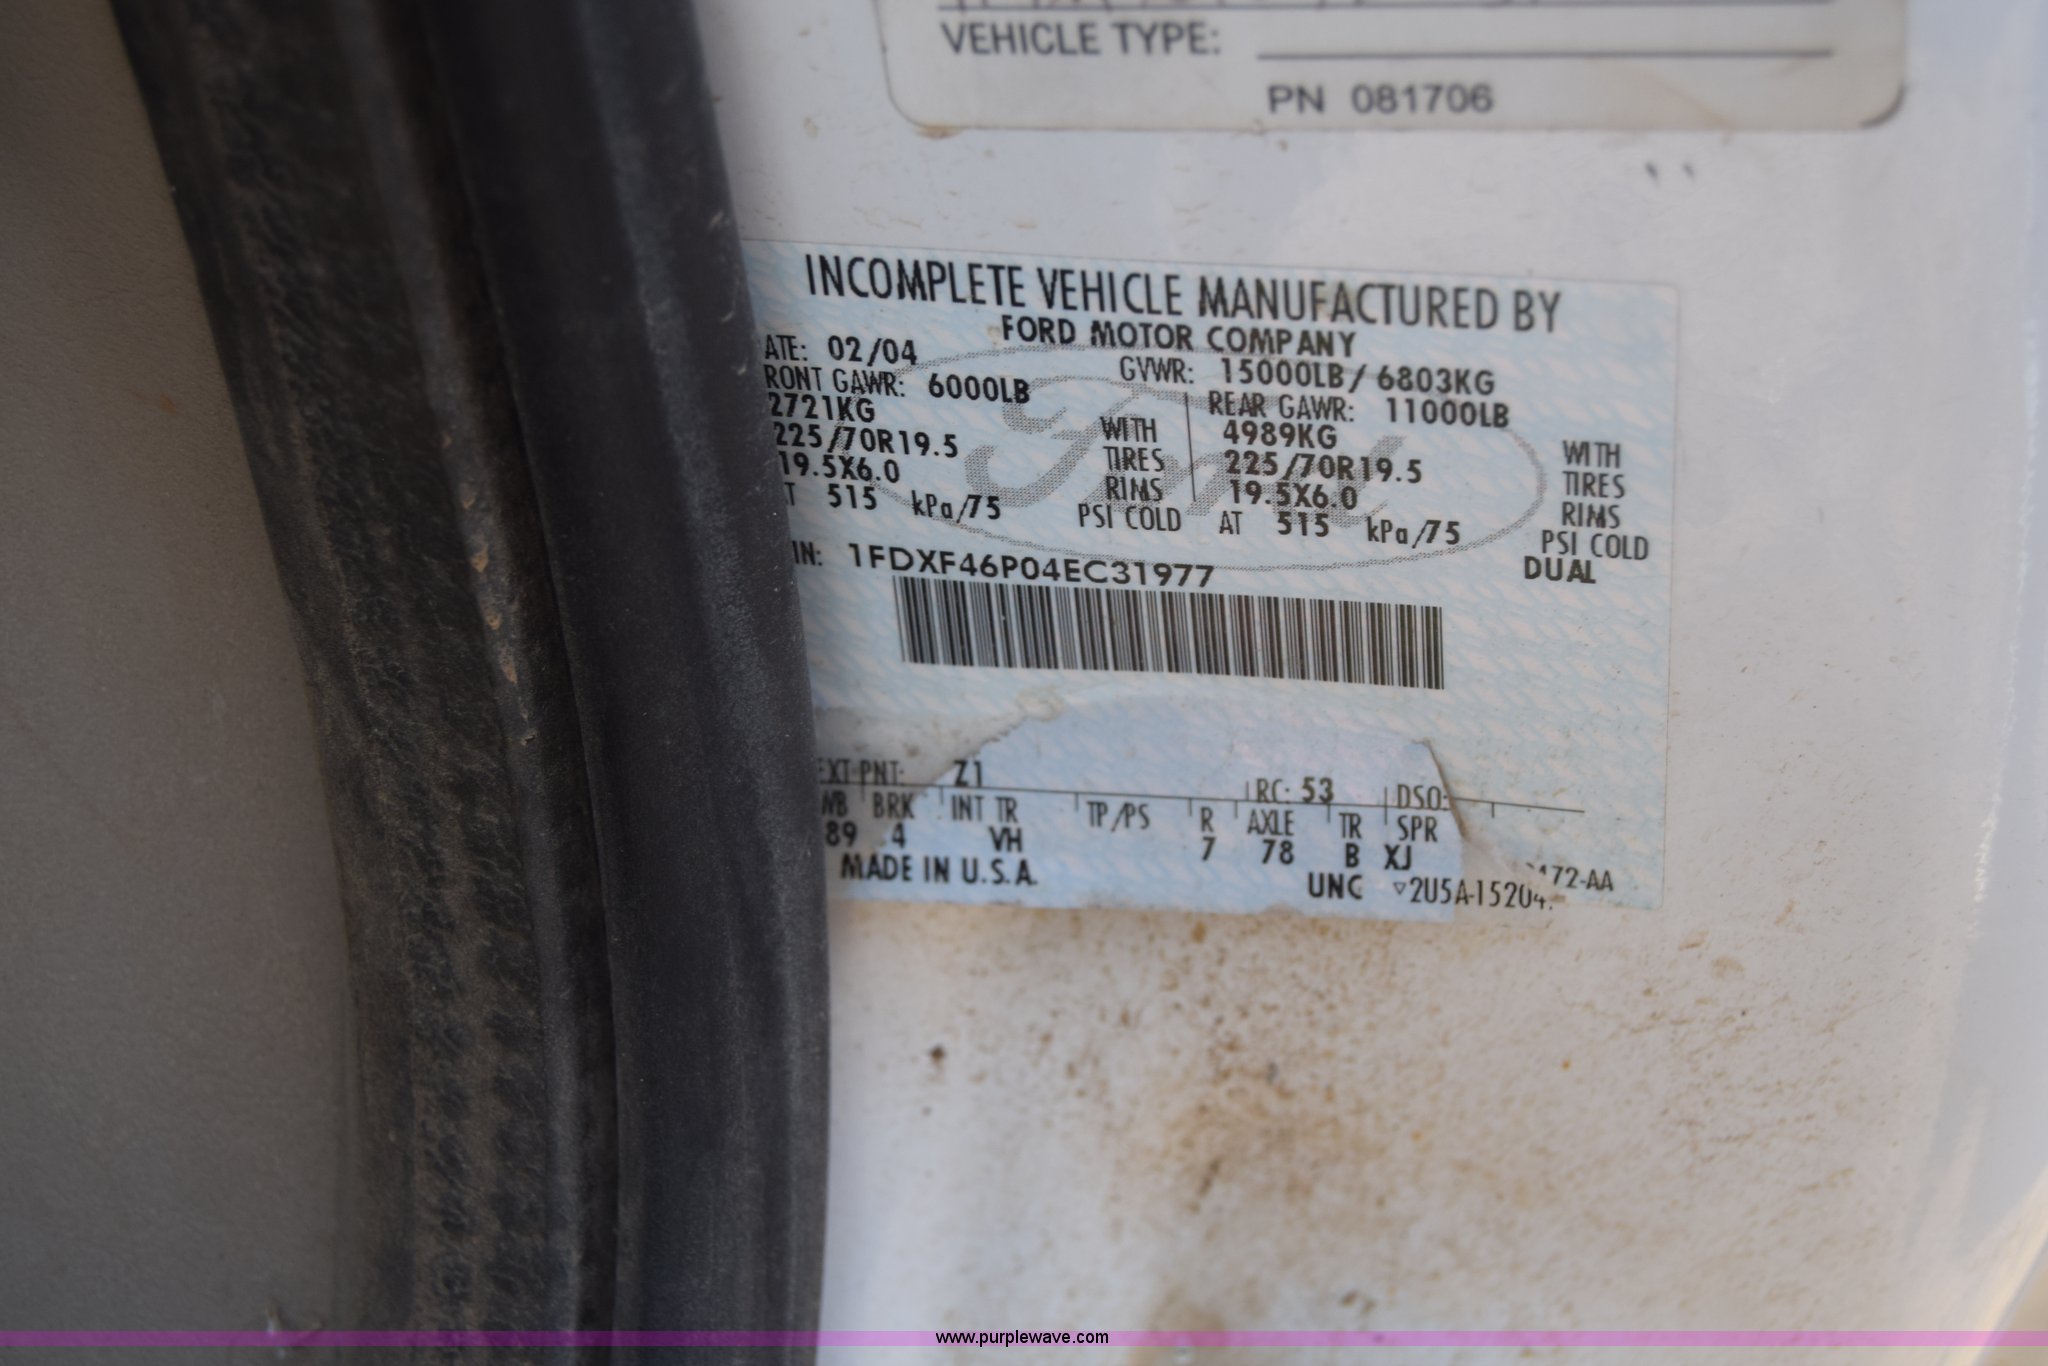 VEHICLE TYPE:
PN 081706
INCOMPLETE VEHICLE MANUFACTURED BY
FORD MOTOR COMPANY
ATE: 02/04
GVWR: 15000LB/ 6803KG
RONT GAWR: 6000LB
REAR GAWR: 11000LB
2721KG WITH 4989KG WITH
225/70R19.5 TIRES 225/70R19.5 TIRES
19.5X6.0 RIMS 19.5X6.0 RIMS
T 515 kPa/75 PSI COLD AT 515 kPa/75 PSI COLD
IN: 1FDXF46P04EC31977 DUAL
Ford
EXT PNT: Z1 RC: 53 DSO:
WB BRK INT TR TP/PS R AXLE TR SPR
89 4 VH 7 78 B XJ
MADE IN U.S.A. UNC ▽2U5A-15204
472-AA
www.purplewave.com